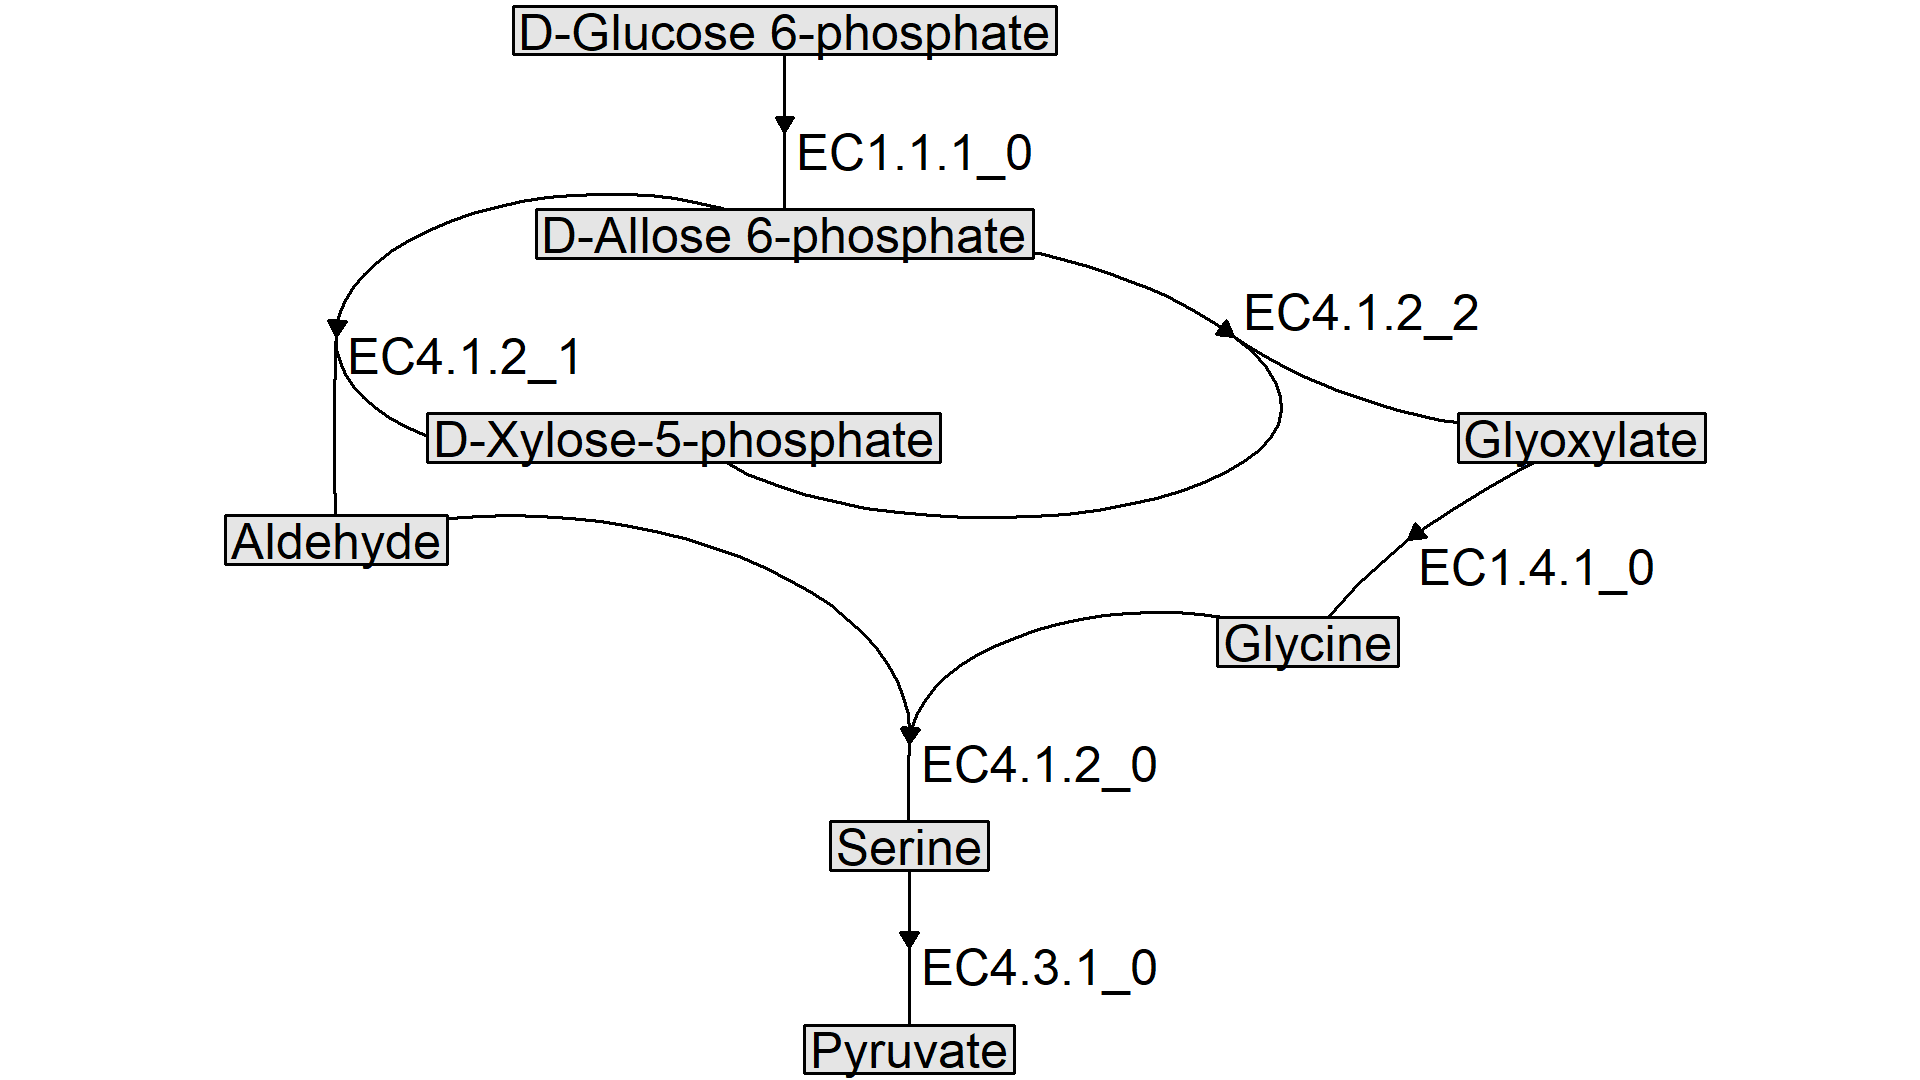 D-Glucose 6-phosphate
EC1.1.1_0
D-Allose 6-phosphate
EC4.1.2_2
EC4.1.2_1
D-Xylose-5-phosphate
Glyoxylate
Aldehyde
EC1.4.1_0
Glycine
EC4.1.2_0
Serine
EC4.3.1_0
Pyruvate